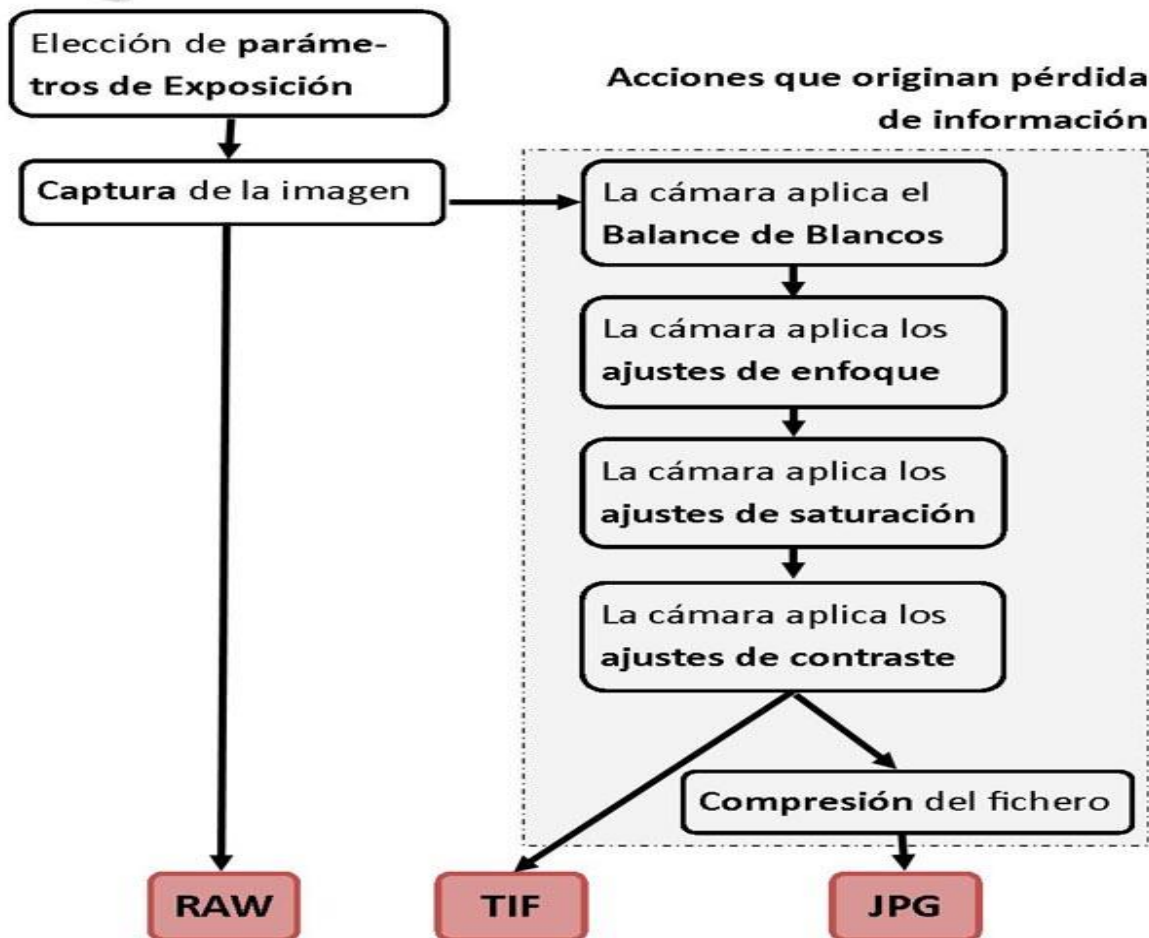 Elección de paráme-
tros de Exposición
Acciones que originan pérdida
de información
Captura de la imagen
La cámara aplica el
Balance de Blancos
La cámara aplica los
ajustes de enfoque
La cámara aplica los
ajustes de saturación
La cámara aplica los
ajustes de contraste
Compresión del fichero
RAW
TIF
JPG